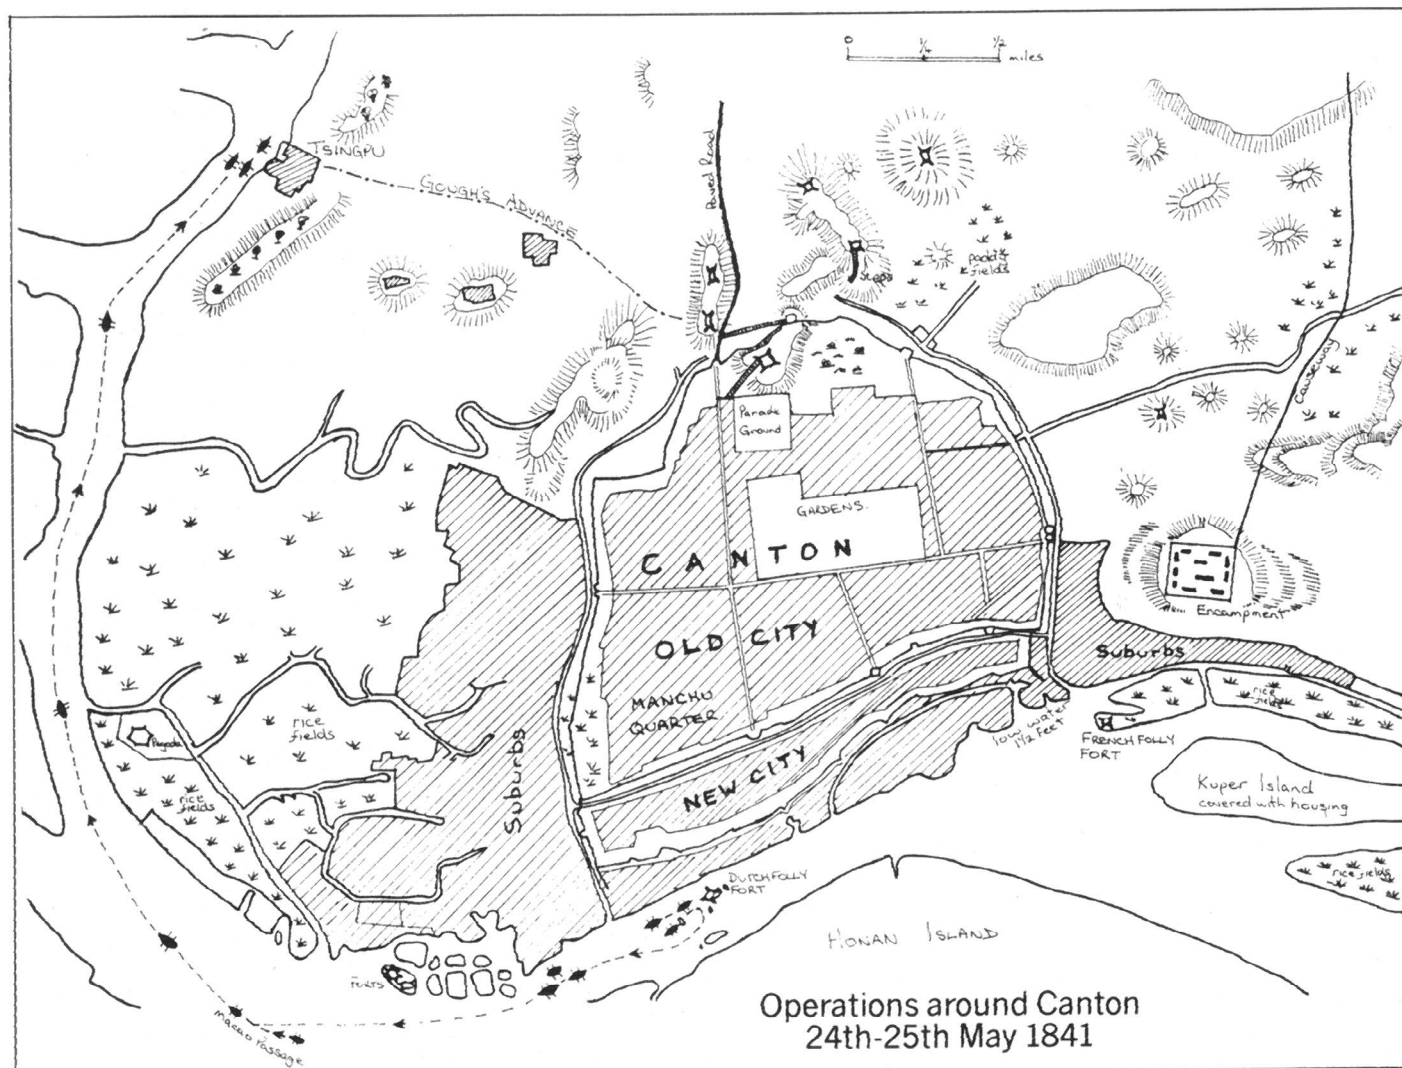 0 1/4 1/2
miles
TSINGPU
GOUGH'S ADVANCE
Paved Road
Steps
paddy
fields
Causeway
Parade
Ground
GARDENS.
CANTON
OLD CITY
MANCHU
QUARTER
NEW CITY
Suburbs
Encampment
Suburbs
rice
fields
low water
1½ feet
FRENCH FOLLY
FORT
Kuper Island
covered with housing
rice fields
rice
fields
Pagoda
rice
fields
DUTCH FOLLY
FORT
HONAN ISLAND
Forts
Macao Passage
Operations around Canton
24th-25th May 1841